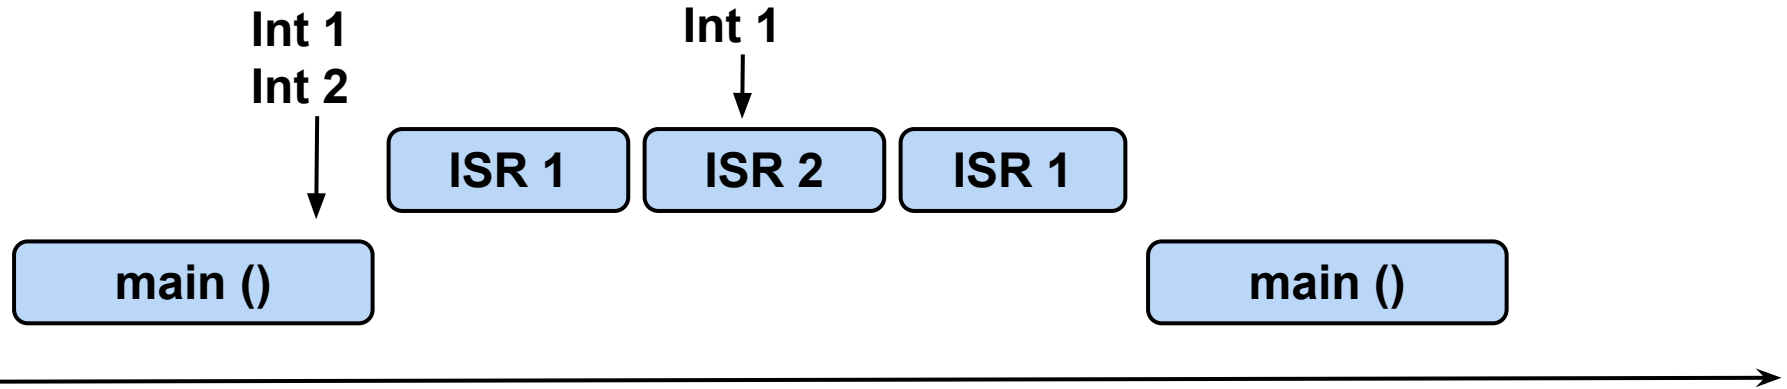 Int 1
Int 2
Int 1
ISR 1
ISR 2
ISR 1
main ()
main ()